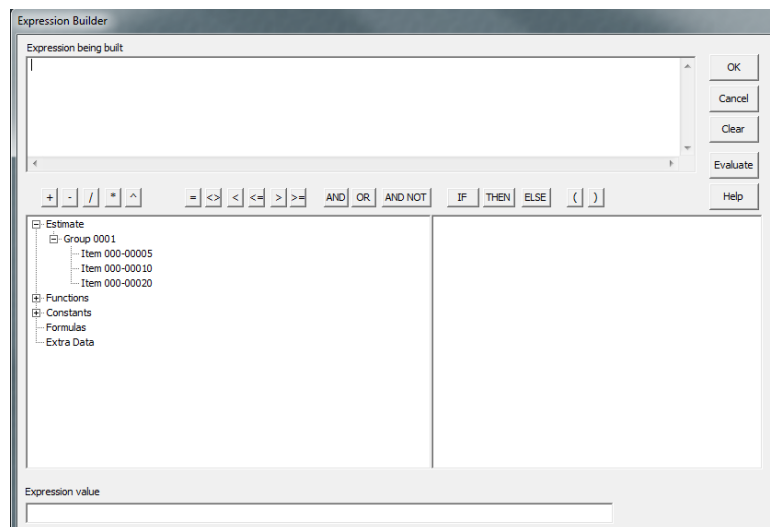 Expression Builder
Expression being built
OK
Cancel
Clear
Evaluate
+ - / * ^ = <> < <= > >= AND OR AND NOT IF THEN ELSE ( ) Help
Estimate
Group 0001
Item 000-00005
Item 000-00010
Item 000-00020
Functions
Constants
Formulas
Extra Data
Expression value